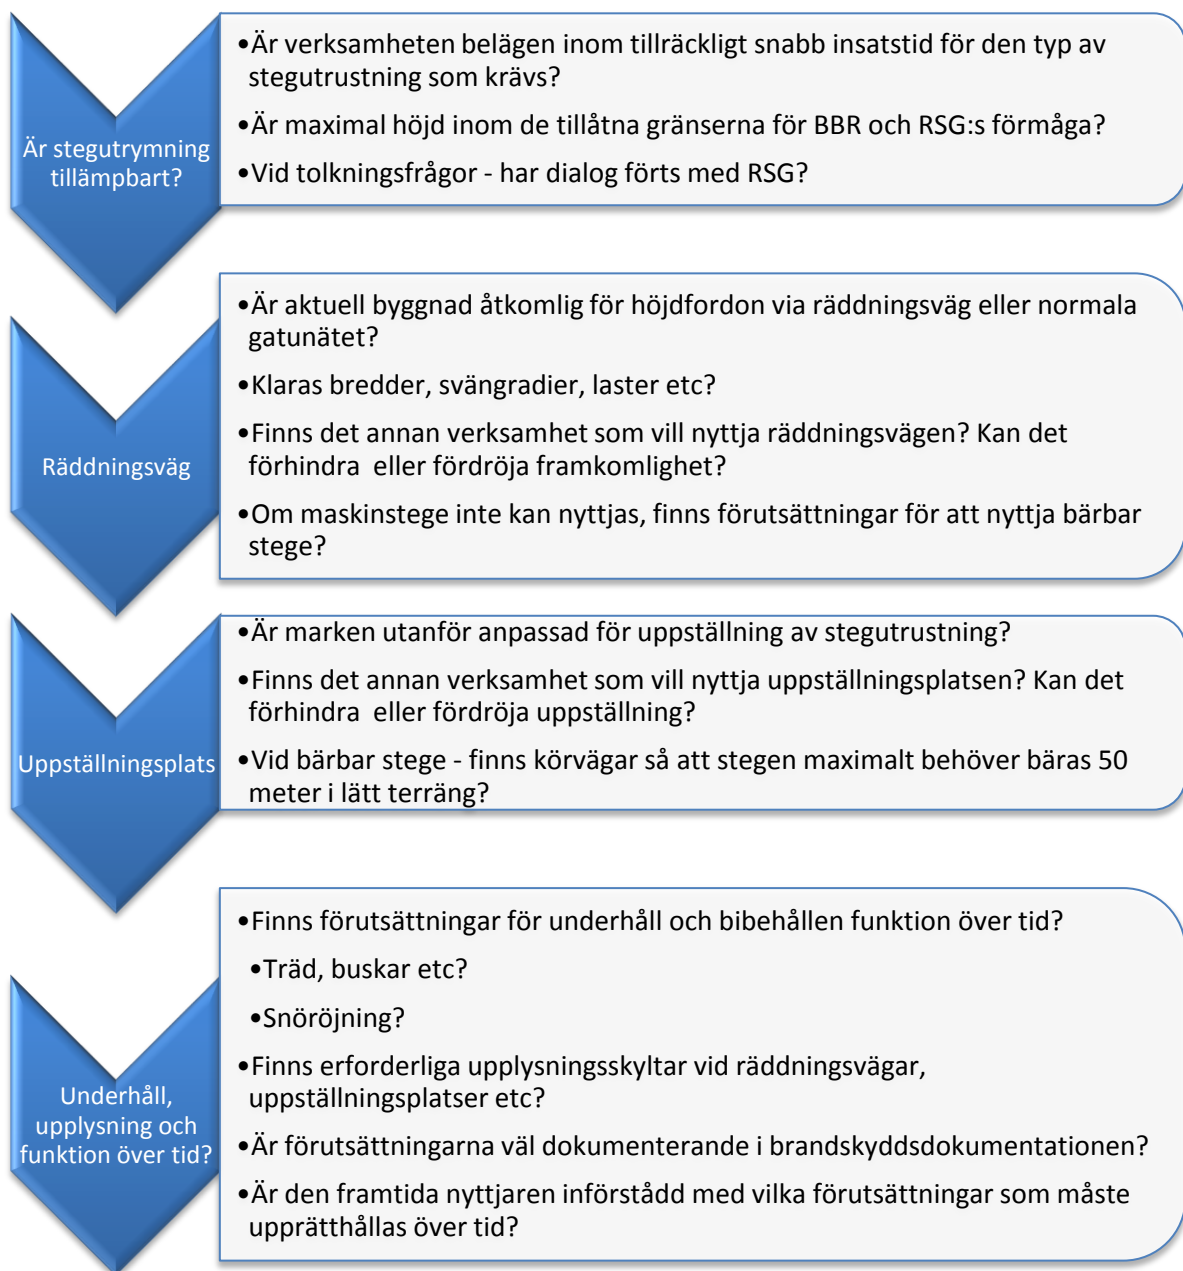 Är stegutrymning
tillämpbart?
•Är verksamheten belägen inom tillräckligt snabb insatstid för den typ av
stegutrustning som krävs?
•Är maximal höjd inom de tillåtna gränserna för BBR och RSG:s förmåga?
•Vid tolkningsfrågor - har dialog förts med RSG?
Räddningsväg
•Är aktuell byggnad åtkomlig för höjdfordon via räddningsväg eller normala
gatunätet?
•Klaras bredder, svängradier, laster etc?
•Finns det annan verksamhet som vill nyttja räddningsvägen? Kan det
förhindra  eller fördröja framkomlighet?
•Om maskinstege inte kan nyttjas, finns förutsättningar för att nyttja bärbar
stege?
Uppställningsplats
•Är marken utanför anpassad för uppställning av stegutrustning?
•Finns det annan verksamhet som vill nyttja uppställningsplatsen? Kan det
förhindra  eller fördröja uppställning?
•Vid bärbar stege - finns körvägar så att stegen maximalt behöver bäras 50
meter i lätt terräng?
Underhåll,
upplysning och
funktion över tid?
•Finns förutsättningar för underhåll och bibehållen funktion över tid?
•Träd, buskar etc?
•Snöröjning?
•Finns erforderliga upplysningsskyltar vid räddningsvägar,
uppställningsplatser etc?
•Är förutsättningarna väl dokumenterande i brandskyddsdokumentationen?
•Är den framtida nyttjaren införstådd med vilka förutsättningar som måste
upprätthållas över tid?